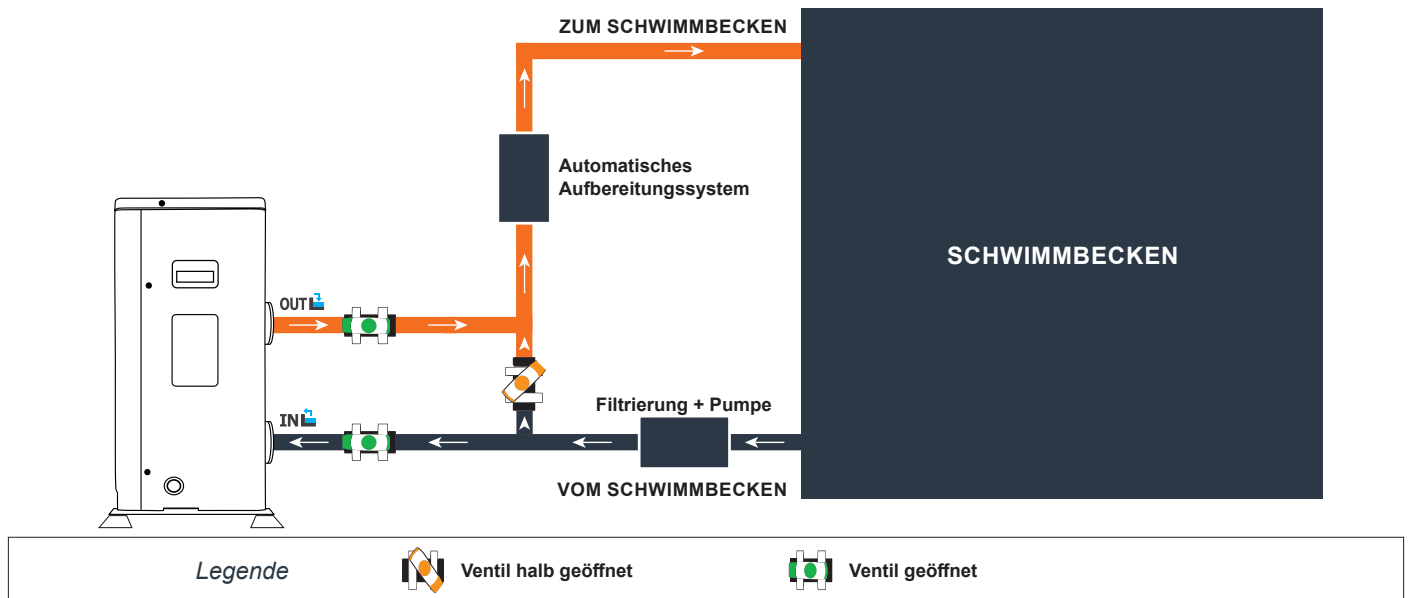 ZUM SCHWIMMBECKEN
Automatisches
Aufbereitungssystem
SCHWIMMBECKEN
OUT
IN
Filtrierung + Pumpe
VOM SCHWIMMBECKEN
Legende
Ventil halb geöffnet
Ventil geöffnet